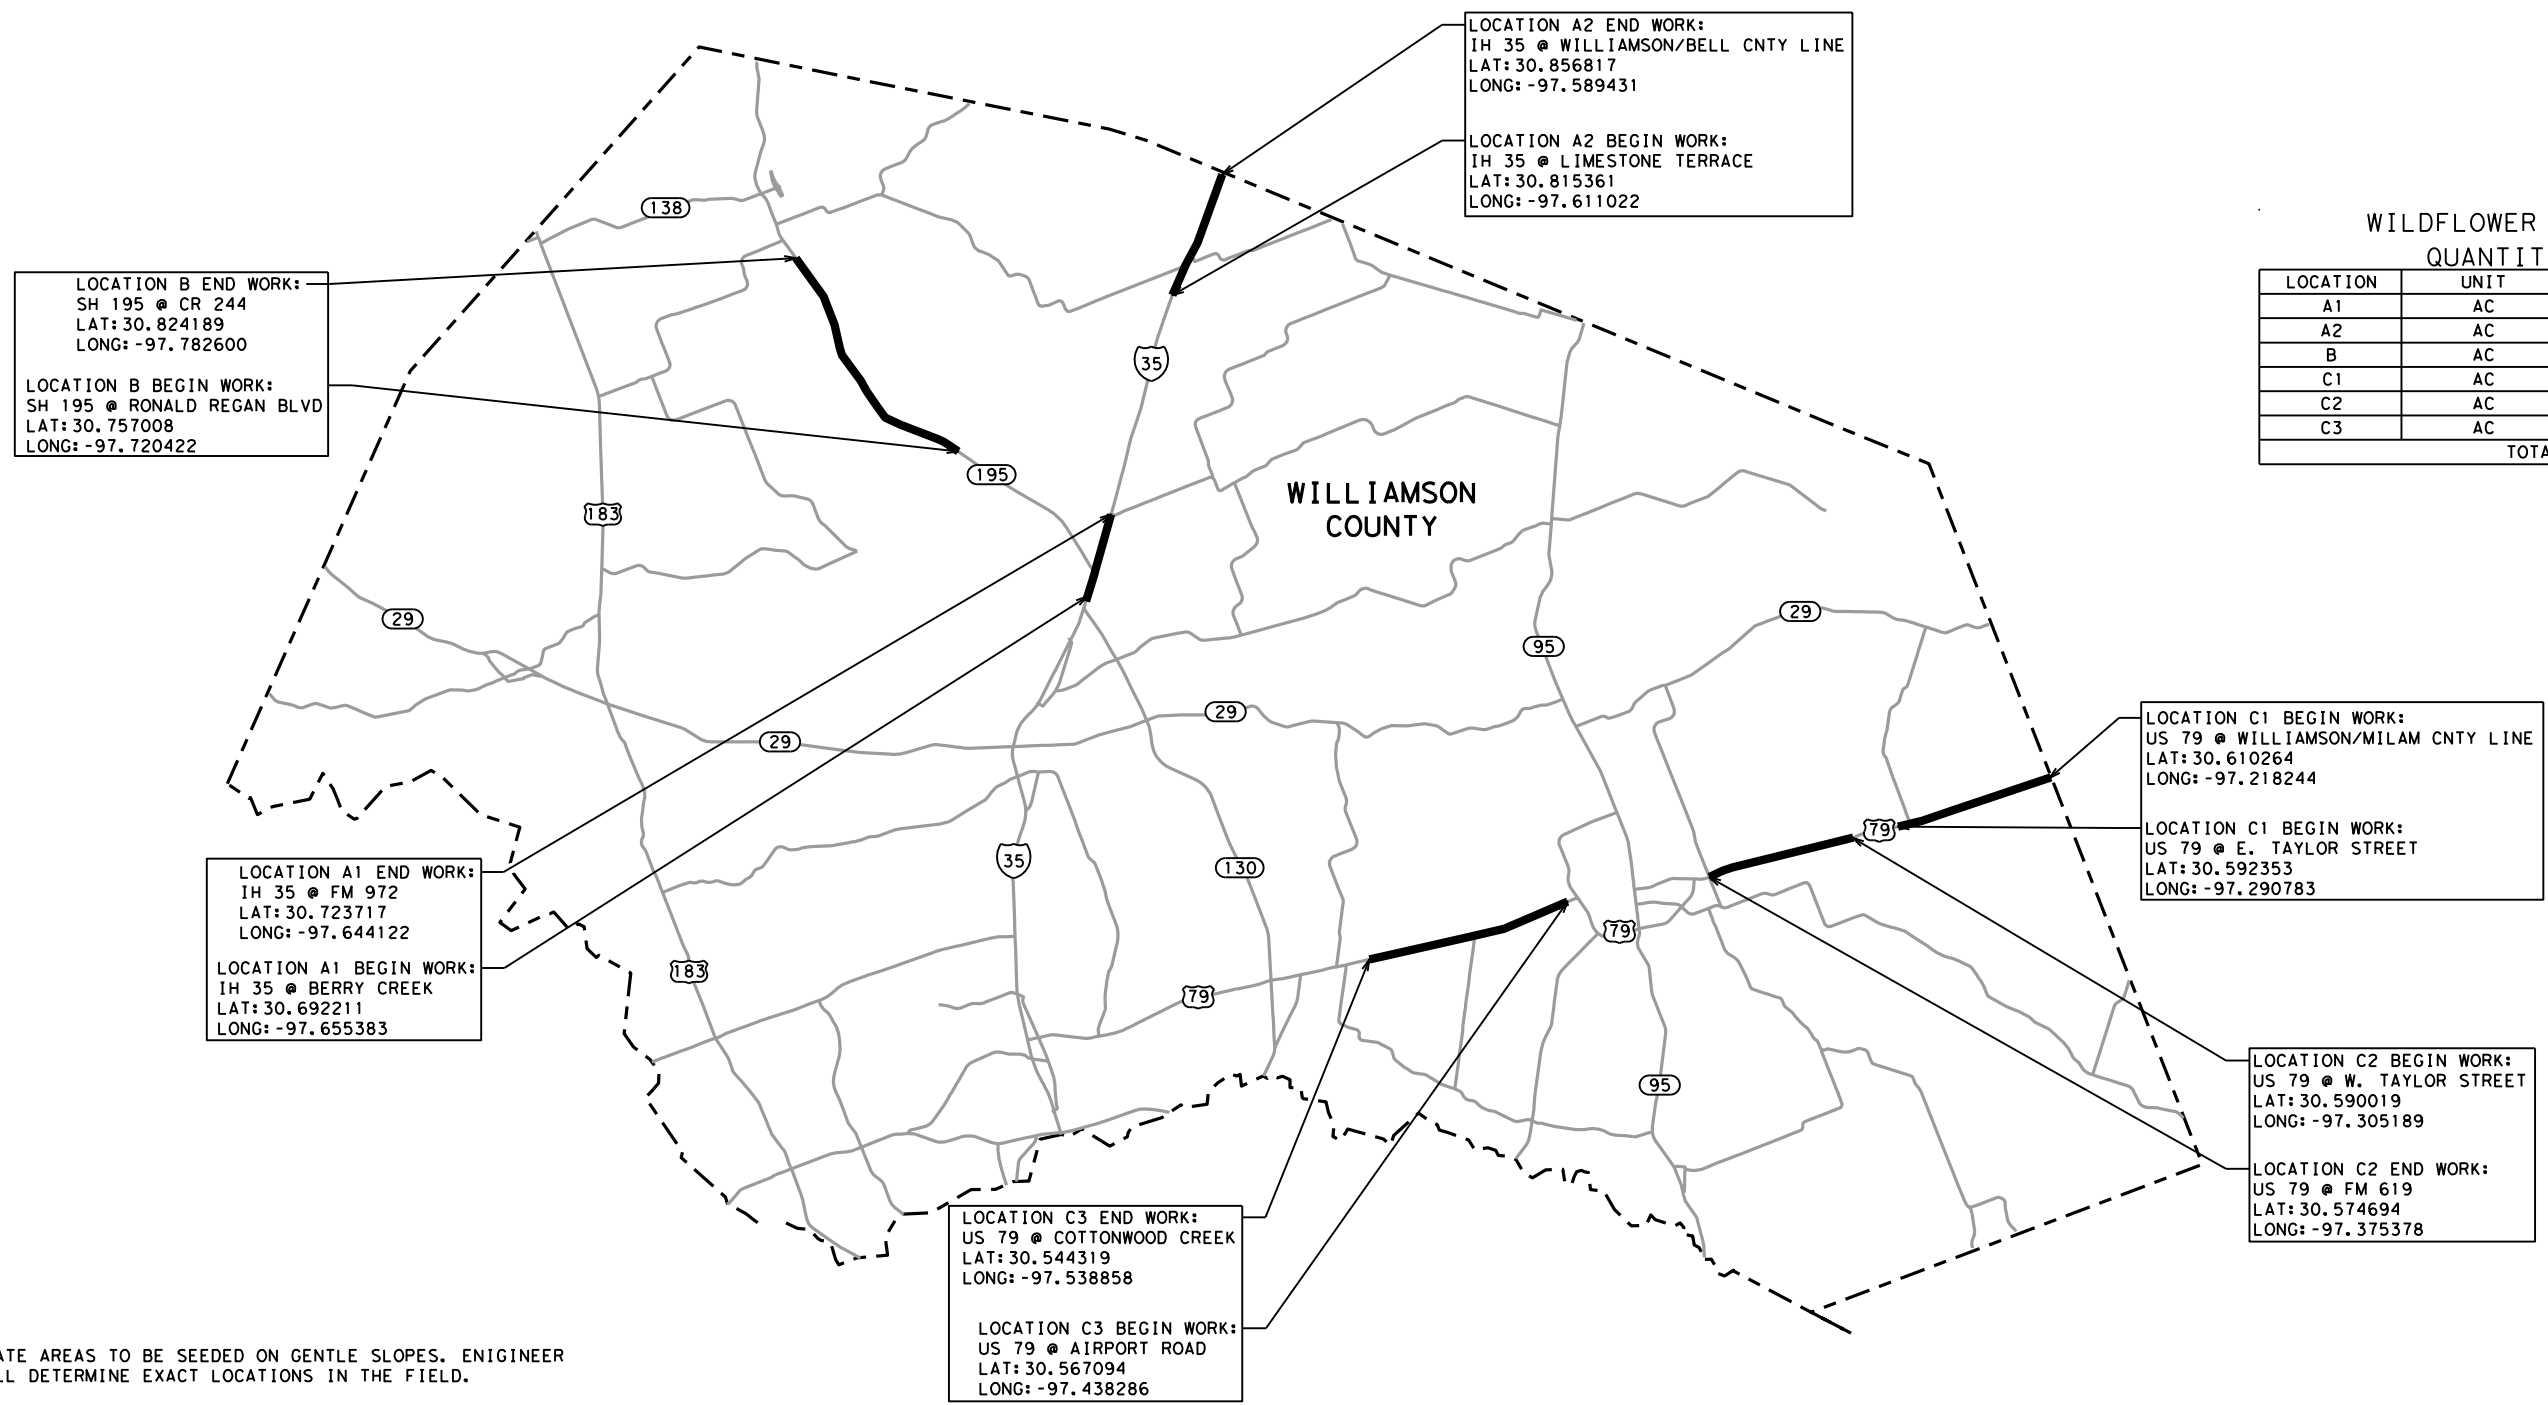 LOCATION A2 END WORK:
IH 35 @ WILLIAMSON/BELL CNTY LINE
LAT:30.856817
LONG:-97.589431
LOCATION A2 BEGIN WORK:
IH 35 @ LIMESTONE TERRACE
LAT:30.815361
LONG:-97.611022
WILDFLOWER
QUANTIT
LOCATION UNIT
A1 AC
A2 AC
B AC
C1 AC
C2 AC
C3 AC
TOTA
138
LOCATION B END WORK:
SH 195 @ CR 244
LAT:30.824189
LONG:-97.782600
LOCATION B BEGIN WORK:
SH 195 @ RONALD REGAN BLVD
LAT:30.757008
LONG:-97.720422
35
195
183
WILLIAMSON
COUNTY
29
29
95
29
29
LOCATION C1 BEGIN WORK:
US 79 @ WILLIAMSON/MILAM CNTY LINE
LAT:30.610264
LONG:-97.218244
LOCATION C1 BEGIN WORK:
US 79 @ E. TAYLOR STREET
LAT:30.592353
LONG:-97.290783
79
35
130
LOCATION A1 END WORK:
IH 35 @ FM 972
LAT:30.723717
LONG:-97.644122
LOCATION A1 BEGIN WORK:
IH 35 @ BERRY CREEK
LAT:30.692211
LONG:-97.655383
79
183
79
95
LOCATION C2 BEGIN WORK:
US 79 @ W. TAYLOR STREET
LAT:30.590019
LONG:-97.305189
LOCATION C2 END WORK:
US 79 @ FM 619
LAT:30.574694
LONG:-97.375378
LOCATION C3 END WORK:
US 79 @ COTTONWOOD CREEK
LAT:30.544319
LONG:-97.538858
LOCATION C3 BEGIN WORK:
US 79 @ AIRPORT ROAD
LAT:30.567094
LONG:-97.438286
ATE AREAS TO BE SEEDED ON GENTLE SLOPES. ENIGINEER
LL DETERMINE EXACT LOCATIONS IN THE FIELD.